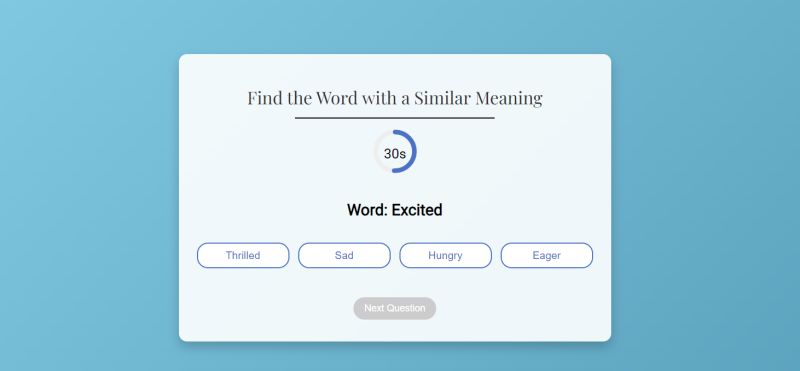 Find the Word with a Similar Meaning
30s
Word: Excited
Thrilled Sad Hungry Eager
Next Question